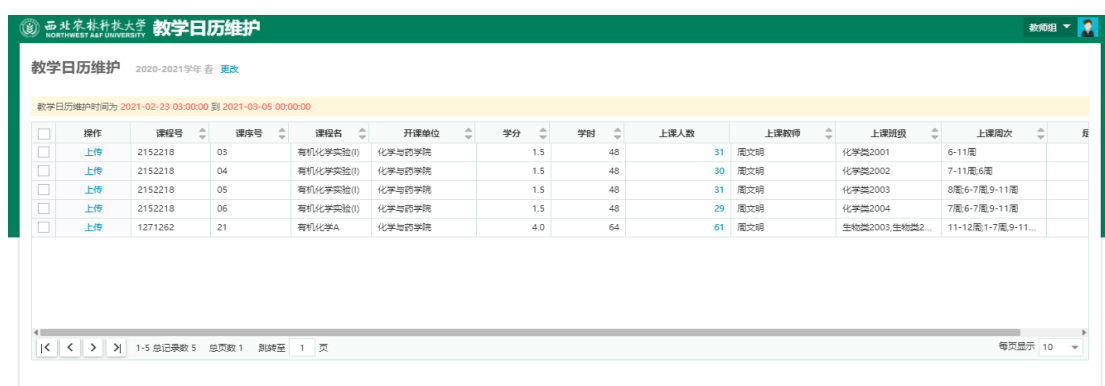 西北农林科技大学 教学日历维护 教师组
NORTHWEST A&F UNIVERSITY
教学日历维护 2020-2021学年 春 更改
教学日历维护时间为 2021-02-23 03:00:00 到 2021-03-05 00:00:00
操作 课程号 课序号 课程名 开课单位 学分 学时 上课人数 上课教师 上课班级 上课周次 是
上传 2152218 03 有机化学实验(I) 化学与药学院 1.5 48 31 周文明 化学类2001 6-11周
上传 2152218 04 有机化学实验(I) 化学与药学院 1.5 48 30 周文明 化学类2002 7-11周;6周
上传 2152218 05 有机化学实验(I) 化学与药学院 1.5 48 31 周文明 化学类2003 8周;6-7周,9-11周
上传 2152218 06 有机化学实验(I) 化学与药学院 1.5 48 29 周文明 化学类2004 7周;6-7周,9-11周
上传 1271262 21 有机化学A 化学与药学院 4.0 64 61 周文明 生物类2003,生物类2... 11-12周;1-7周,9-11...
1-5 总记录数 5 总页数 1 跳转至 1 页 每页显示 10